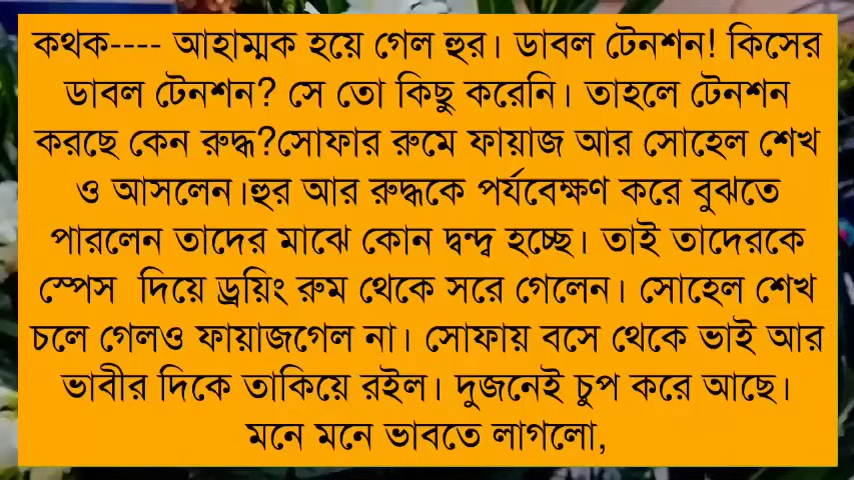 কথক---- আহাম্মক হয়ে গেল হুর। ডাবল টেনশন! কিসের
ডাবল টেনশন? সে তো কিছু করেনি। তাহলে টেনশন
করছে কেন রুদ্ধ?সোফার রুমে ফায়াজ আর সোহেল শেখ
ও আসলেন।হুর আর রুদ্ধকে পর্যবেক্ষণ করে বুঝতে
পারলেন তাদের মাঝে কোন দ্বন্দ্ব হচ্ছে। তাই তাদেরকে
স্পেস দিয়ে ড্রয়িং রুম থেকে সরে গেলেন। সোহেল শেখ
চলে গেলও ফায়াজগেল না। সোফায় বসে থেকে ভাই আর
ভাবীর দিকে তাকিয়ে রইল। দুজনেই চুপ করে আছে।
মনে মনে ভাবতে লাগলো,